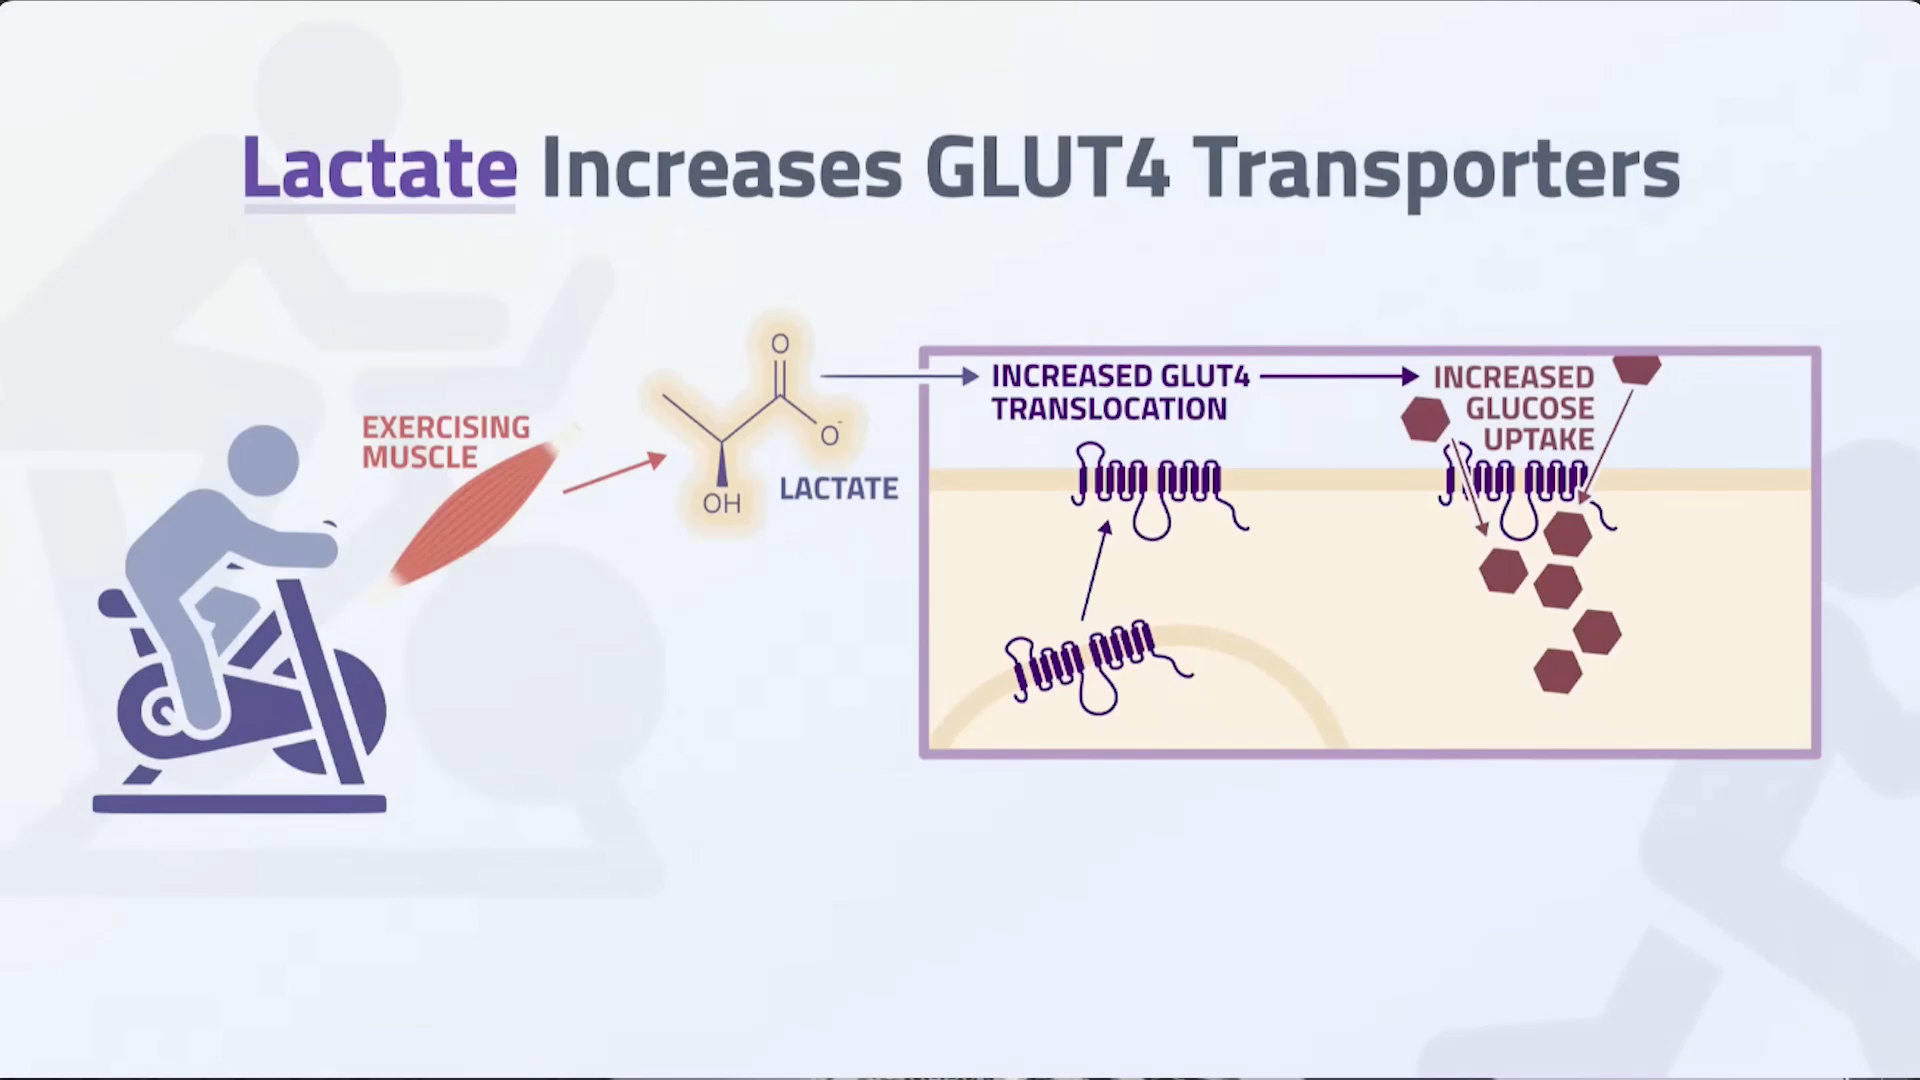 Lactate Increases GLUT4 Transporters
EXERCISING
MUSCLE
O
O-
OH
LACTATE
INCREASED GLUT4
TRANSLOCATION
INCREASED
GLUCOSE
UPTAKE